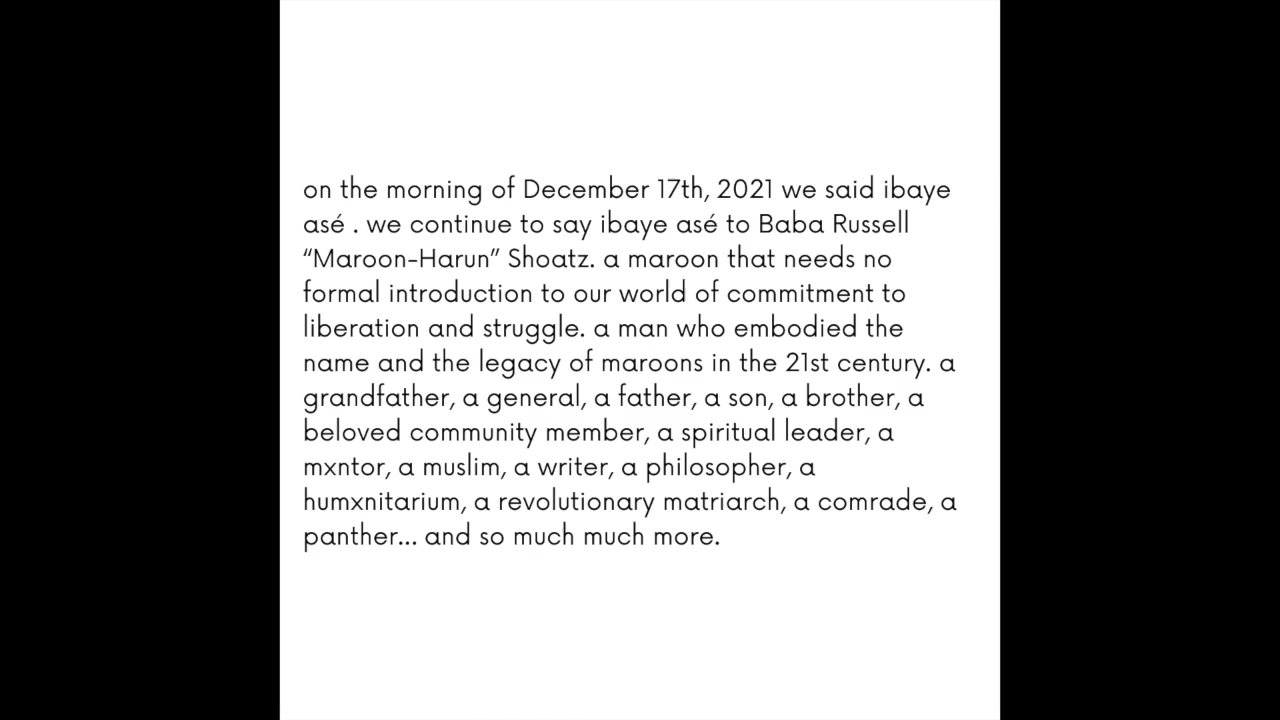 on the morning of December 17th, 2021 we said ibaye
asé . we continue to say ibaye asé to Baba Russell
“Maroon-Harun” Shoatz. a maroon that needs no
formal introduction to our world of commitment to
liberation and struggle. a man who embodied the
name and the legacy of maroons in the 21st century. a
grandfather, a general, a father, a son, a brother, a
beloved community member, a spiritual leader, a
mxntor, a muslim, a writer, a philosopher, a
humxnitarium, a revolutionary matriarch, a comrade, a
panther... and so much much more.